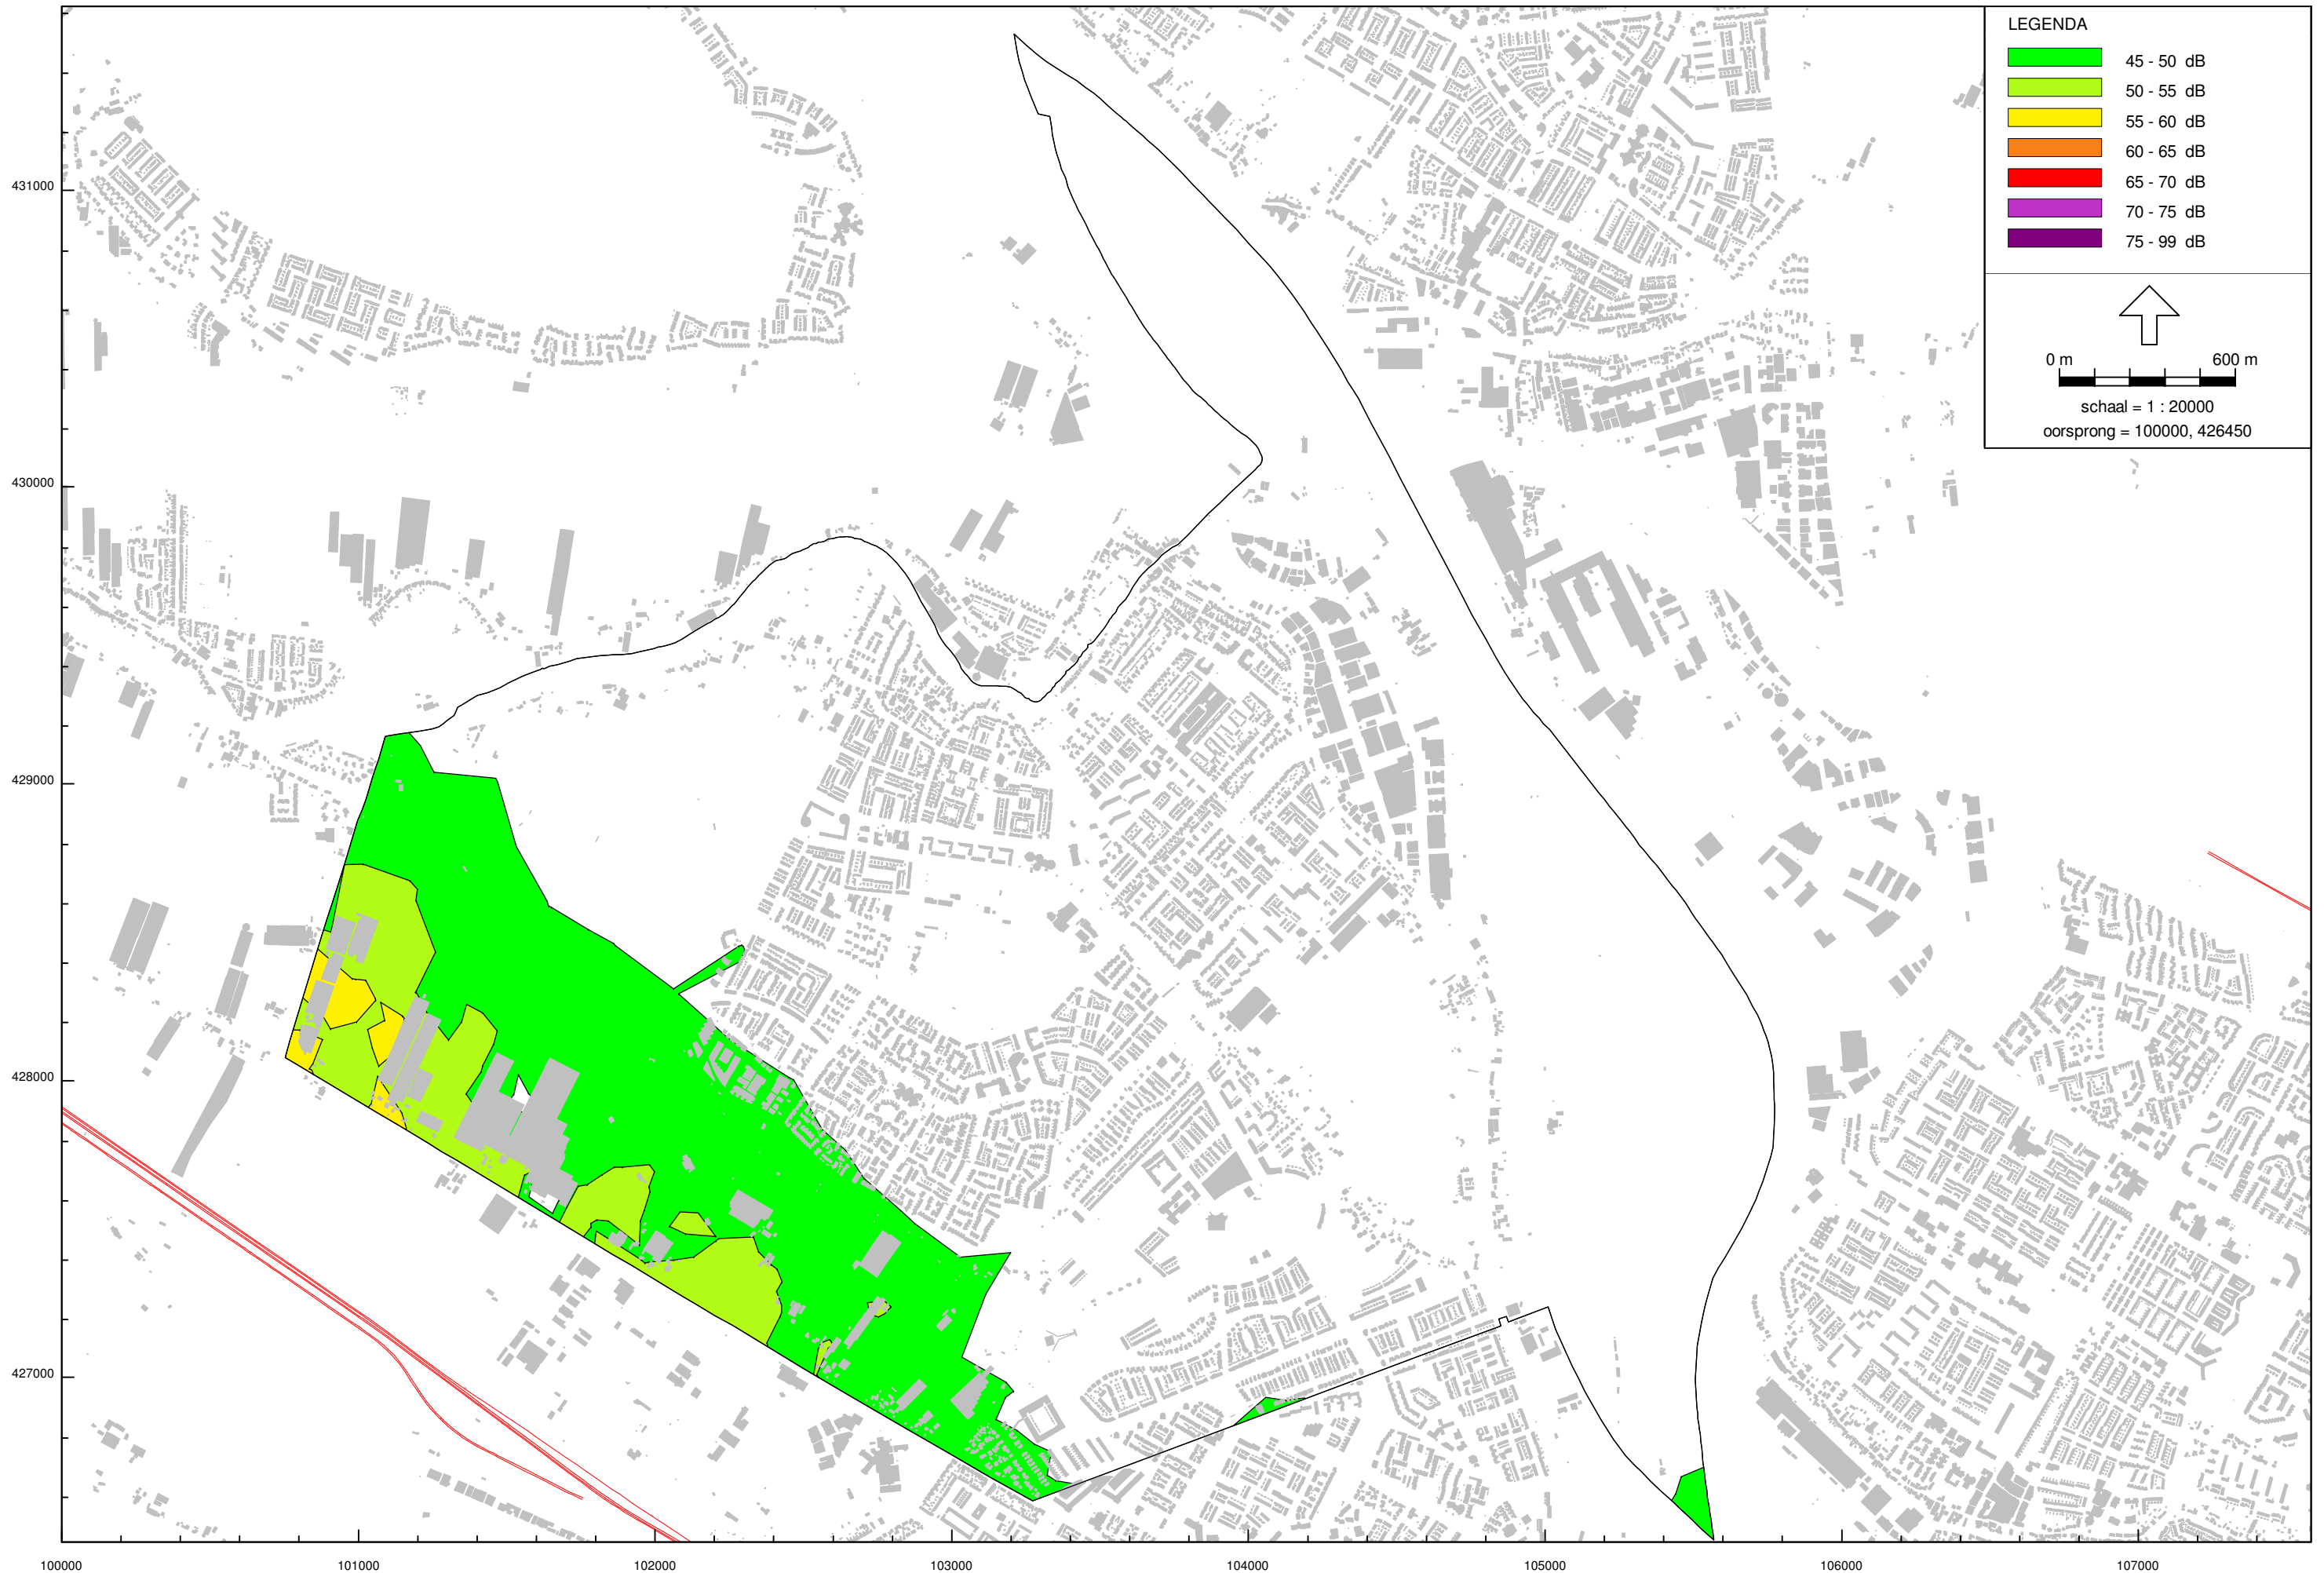 LEGENDA
45 - 50 dB
50 - 55 dB
55 - 60 dB
60 - 65 dB
65 - 70 dB
70 - 75 dB
75 - 99 dB
0 m 600 m
schaal = 1 : 20000
oorsprong = 100000, 426450
431000
430000
429000
428000
427000
100000 101000 102000 103000 104000 105000 106000 107000